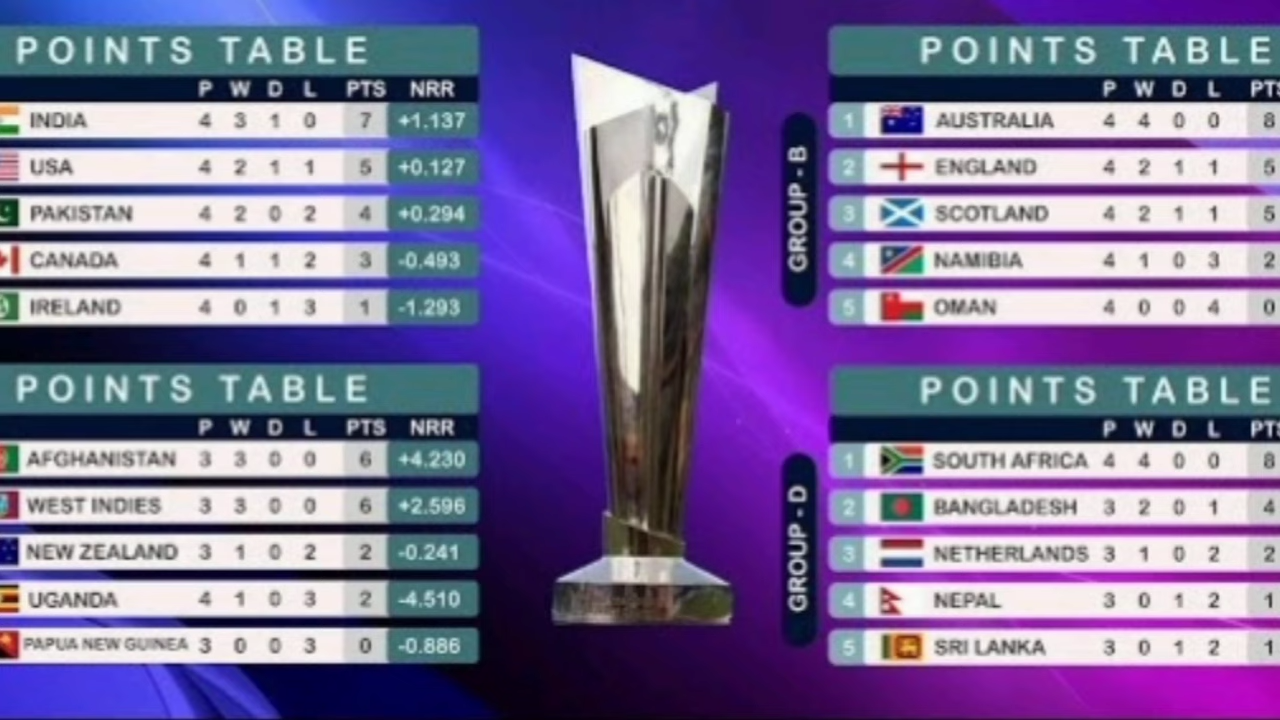 POINTS TABLE
P W D L PTS NRR
INDIA 4 3 1 0 7 +1.137
USA 4 2 1 1 5 +0.127
PAKISTAN 4 2 0 2 4 +0.294
CANADA 4 1 1 2 3 -0.493
IRELAND 4 0 1 3 1 -1.293
GROUP - B
POINTS TABLE
P W D L PTS
1 AUSTRALIA 4 4 0 0 8
2 ENGLAND 4 2 1 1 5
3 SCOTLAND 4 2 1 1 5
4 NAMIBIA 4 1 0 3 2
5 OMAN 4 0 0 4 0
POINTS TABLE
P W D L PTS NRR
AFGHANISTAN 3 3 0 0 6 +4.230
WEST INDIES 3 3 0 0 6 +2.596
NEW ZEALAND 3 1 0 2 2 -0.241
UGANDA 4 1 0 3 2 -4.510
PAPUA NEW GUINEA 3 0 0 3 0 -0.886
GROUP - D
POINTS TABLE
P W D L PTS
1 SOUTH AFRICA 4 4 0 0 8
2 BANGLADESH 3 2 0 1 4
3 NETHERLANDS 3 1 0 2 2
4 NEPAL 3 0 1 2 1
5 SRI LANKA 3 0 1 2 1